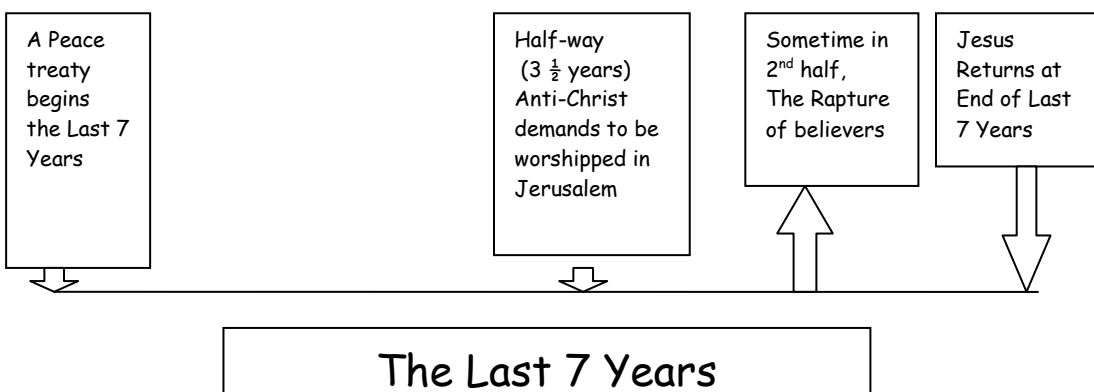 A Peace
treaty
begins
the Last 7
Years
Half-way
(3 ½ years)
Anti-Christ
demands to be
worshipped in
Jerusalem
Sometime in
2nd half,
The Rapture
of believers
Jesus
Returns at
End of Last
7 Years
The Last 7 Years